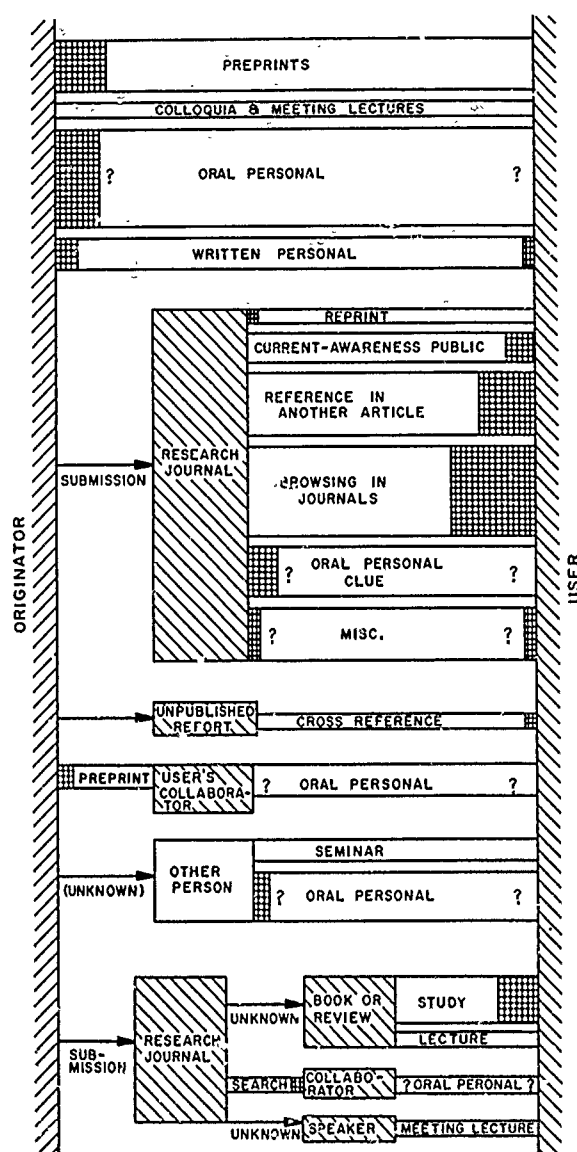 PREPRINTS
COLLOQUIA & MEETING LECTURES
? ORAL PERSONAL ?
WRITTEN PERSONAL
REPRINT
CURRENT-AWARENESS PUBLIC
REFERENCE IN
ANOTHER ARTICLE
RESEARCH
JOURNAL
SUBMISSION
BROWSING IN
JOURNALS
? ORAL PERSONAL ?
CLUE
? MISC. ?
ORIGINATOR
USER
UNPUBLISHED
REPORT
CROSS REFERENCE
PREPRINT
USER'S
COLLABORA-
TOR
? ORAL PERSONAL ?
(UNKNOWN)
OTHER
PERSON
SEMINAR
? ORAL PERSONAL ?
SUB-
MISSION
RESEARCH
JOURNAL
UNKNOWN
BOOK OR
REVIEW
STUDY
LECTURE
SEARCH
COLLABO-
RATOR
? ORAL PERONAL ?
UNKNOWN
SPEAKER
MEETING LECTURE